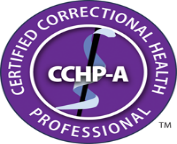 CERTIFIED CORRECTIONAL HEALTH
CCHP-A
PROFESSIONAL
TM